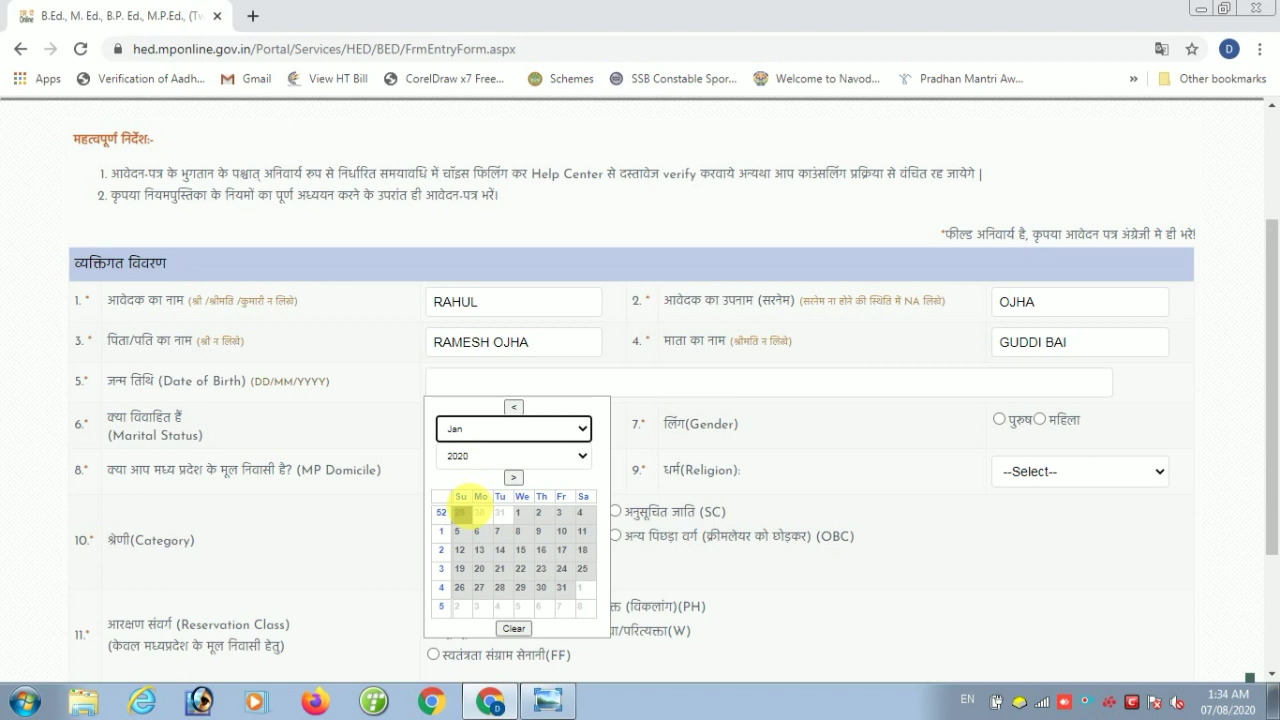 B.Ed., M. Ed., B.P. Ed., M.P.Ed., (Tw
hed.mponline.gov.in/Portal/Services/HED/BED/FrmEntryForm.aspx
D
Apps Verification of Aadh... Gmail View HT Bill CorelDraw x7 Free... Schemes SSB Constable Spor... Welcome to Navod... Pradhan Mantri Aw... » Other bookmarks
महत्वपूर्ण निर्देश:-
1. आवेदन-पत्र के भुगतान के पश्चात् अनिवार्य रूप से निर्धारित समयावधि में चॉइस फिलिंग कर Help Center से दस्तावेज verify करवाये अन्यथा आप काउंसलिंग प्रक्रिया से वंचित रह जायेगे |
2. कृपया नियमपुस्तिका के नियमों का पूर्ण अध्ययन करने के उपरांत ही आवेदन-पत्र भरें।
*फील्ड अनिवार्य है, कृपया आवेदन पत्र अंग्रेजी मे ही भरे!
व्यक्तिगत विवरण
1. * आवेदक का नाम (श्री /श्रीमति /कुमारी न लिखे) RAHUL 2. * आवेदक का उपनाम (सरनेम) (सरनेम ना होने की स्थिति में NA लिखे) OJHA
3. * पिता/पति का नाम (श्री न लिखे) RAMESH OJHA 4. * माता का नाम (श्रीमति न लिखे) GUDDI BAI
5.* जन्म तिथि (Date of Birth) (DD/MM/YYYY)
<
6.* क्या विवाहित हैं
(Marital Status) Jan 7.* लिंग(Gender) पुरुष महिला
2020
8.* क्या आप मध्य प्रदेश के मूल निवासी है? (MP Domicile) 9.* धर्म(Religion): --Select--
>
Su Mo Tu We Th Fr Sa
52 29 30 31 1 2 3 4 अनुसूचित जाति (SC)
1 5 6 7 8 9 10 11
10.* श्रेणी(Category) अन्य पिछड़ा वर्ग (क्रीमलेयर को छोड़कर) (OBC)
2 12 13 14 15 16 17 18
3 19 20 21 22 23 24 25
4 26 27 28 29 30 31 1
5 2 3 4 5 6 7 8 (विकलांग)(PH)
11.* आरक्षण संवर्ग (Reservation Class)
(केवल मध्यप्रदेश के मूल निवासी हेतु) Clear /परित्यक्ता(W)
स्वतंत्रता संग्राम सेनानी(FF)
EN 1:34 AM
07/08/2020